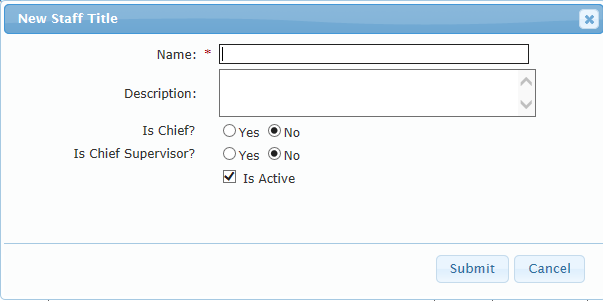 New Staff Title
Name: *
Description:
Is Chief? Yes No
Is Chief Supervisor? Yes No
Is Active
Submit Cancel